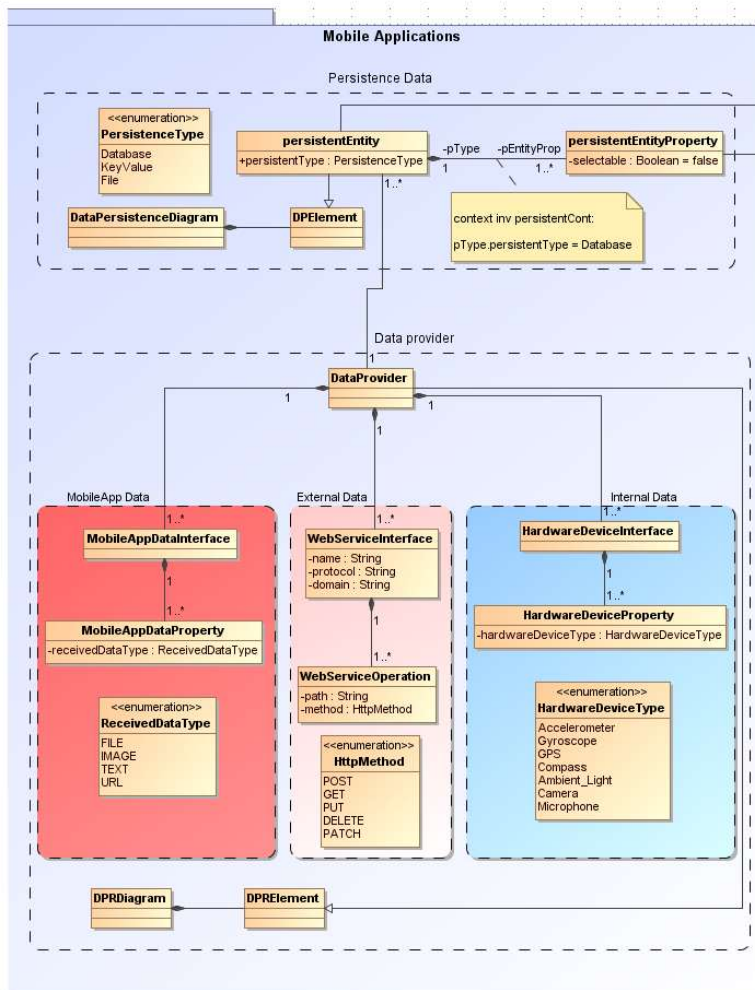 Mobile Applications
Persistence Data
<<enumeration>>
PersistenceType
Database
KeyValue
File
persistentEntity
+persistentType : PersistenceType
-pType
1
-pEntityProp
1..*
persistentEntityProperty
-selectable : Boolean = false
1..*
context inv persistentCont:
pType.persistentType = Database
DataPersistenceDiagram
DPElement
Data provider
1
DataProvider
1
1
1
MobileApp Data
1..*
MobileAppDataInterface
1
1..*
MobileAppDataProperty
-receivedDataType : ReceivedDataType
<<enumeration>>
ReceivedDataType
FILE
IMAGE
TEXT
URL
External Data
1..*
WebServiceInterface
-name : String
-protocol : String
-domain : String
1
1..*
WebServiceOperation
-path : String
-method : HttpMethod
<<enumeration>>
HttpMethod
POST
GET
PUT
DELETE
PATCH
Internal Data
1..*
HardwareDeviceInterface
1
1..*
HardwareDeviceProperty
-hardwareDeviceType : HardwareDeviceType
<<enumeration>>
HardwareDeviceType
Accelerometer
Gyroscope
GPS
Compass
Ambient_Light
Camera
Microphone
DPRDiagram
DPRElement